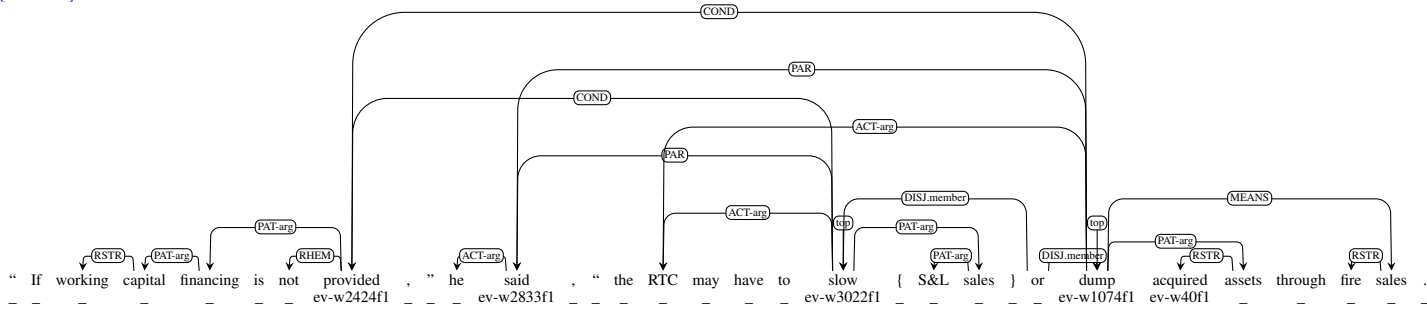 COND
PAR
COND
ACT-arg
PAR
DISJ.member MEANS
ACT-arg
top top
PAT-arg PAT-arg PAT-arg
RSTR PAT-arg RHEM ACT-arg PAT-arg DISJ.member RSTR RSTR
“ If working capital financing is not provided , ” he said , “ the RTC may have to slow { S&L sales } or dump acquired assets through fire sales .
_ _ _ _ _ _ _ ev-w2424f1 _ _ _ ev-w2833f1 _ _ _ _ _ _ _ ev-w3022f1 _ _ _ _ _ ev-w1074f1 ev-w40f1 _ _ _ _ _